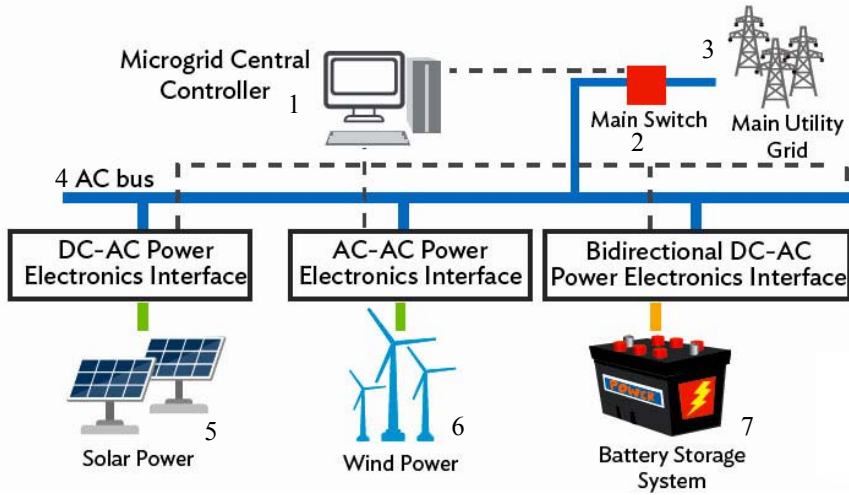 Microgrid Central
Controller
1
3
Main Switch
2
Main Utility
Grid
4 AC bus
DC-AC Power
Electronics Interface
AC-AC Power
Electronics Interface
Bidirectional DC-AC
Power Electronics Interface
POWER
5
6
7
Solar Power
Wind Power
Battery Storage
System